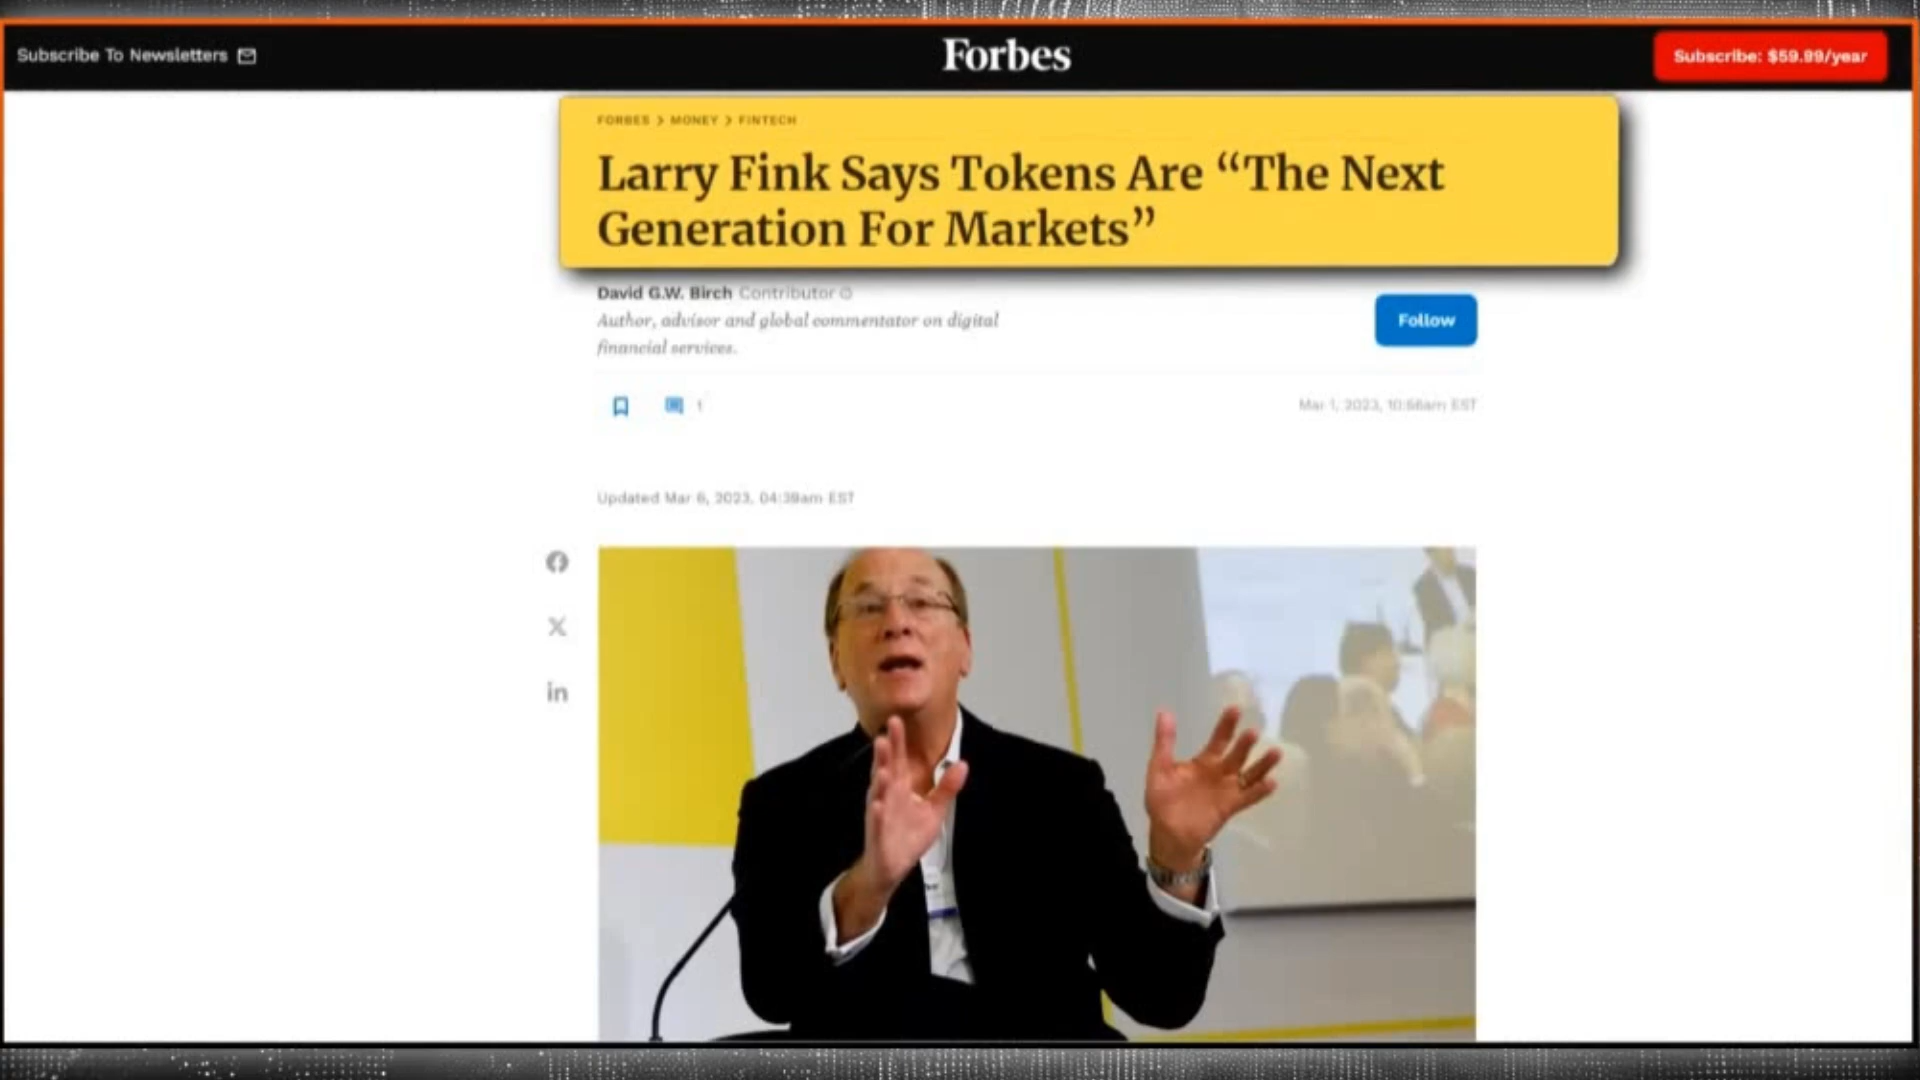 Subscribe To Newsletters
Forbes
Subscribe: $59.99/year
FORBES > MONEY > FINTECH
Larry Fink Says Tokens Are “The Next
Generation For Markets”
David G.W. Birch Contributor
Author, advisor and global commentator on digital
financial services.
Follow
1
Mar 1, 2023, 10:56am EST
Updated Mar 6, 2023, 04:39am EST